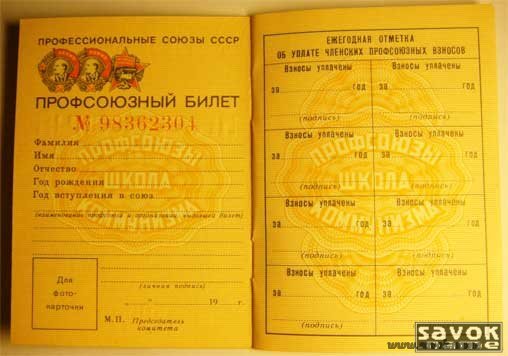 ПРОФЕССИОНАЛЬНЫЕ СОЮЗЫ СССР
ПРОФСОЮЗНЫЙ БИЛЕТ
№ 98362304
Фамилия
Имя
Отчество
Год рождения
Год вступления в союз
(наименование профсоюза и организации, выдавшей билет)
Для
фото-
карточки
(личная подпись)
" " 19 г.
М.П. Председатель
комитета
ПРОФСОЮЗЫ
ШКОЛА
КОММУНИЗМА
ЕЖЕГОДНАЯ ОТМЕТКА
ОБ УПЛАТЕ ЧЛЕНСКИХ ПРОФСОЮЗНЫХ ВЗНОСОВ
Взносы уплачены Взносы уплачены
за год за год
(подпись) (подпись)
Взносы уплачены Взносы уплачены
за год за год
(подпись) (подпись)
Взносы уплачены Взносы уплачены
за год за год
(подпись) (подпись)
Взносы уплачены Взносы уплачены
за год за год
(подпись) (подпись)
ПРОФСОЮЗЫ
ШКОЛА
КОММУНИЗМА
savok
name